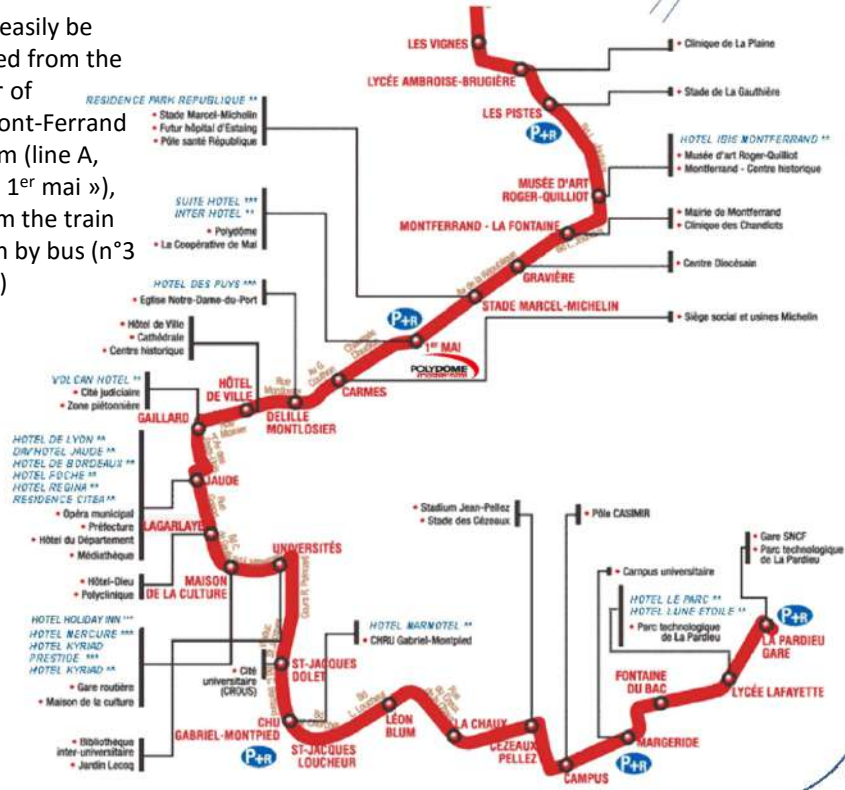 easily be
ed from the
r of
ont-Ferrand
m (line A,
1er mai »),
m the train
n by bus (n°3
)
LES VIGNES
LYCÉE AMBROISE-BRUGIÈRE
• Clinique de La Plaine
LES PISTES
• Stade de La Gauthière
P+R
RESIDENCE PARK REPUBLIQUE **
• Stade Marcel-Michelin
• Futur hôpital d'Estaing
• Pôle santé République
HOTEL IBIS MONTFERRAND **
• Musée d'art Roger-Quilliot
• Montferrand - Centre historique
MUSÉE D'ART
ROGER-QUILLIOT
SUITE HOTEL ***
INTER HOTEL **
• Polydôme
• La Coopérative de Mai
MONTFERRAND - LA FONTAINE
• Mairie de Montferrand
• Clinique des Chandiots
GRAVIÈRE
• Centre Diocésain
Av de la République
HOTEL DES PUYS ***
• Eglise Notre-Dame-du-Port
STADE MARCEL-MICHELIN
P+R
1er MAI
• Siège social et usines Michelin
POLYDOME
• Hôtel de Ville
• Cathédrale
• Centre historique
CARMES
VOLCAN HOTEL **
• Cité judiciaire
• Zone piétonnière
HÔTEL
DE VILLE
DELILLE
MONTLOSIER
GAILLARD
HOTEL DE LYON **
DAV'HOTEL JAUDE **
HOTEL DE BORDEAUX **
HOTEL FOCHE **
HOTEL REGINA **
RESIDENCE CITEA **
• Opéra municipal
• Préfecture
• Hôtel du Département
• Médiathèque
JAUDE
LAGARLAYE
• Hôtel-Dieu
• Polyclinique
MAISON
DE LA CULTURE
UNIVERSITÉS
Cours R. Poincaré
• Stadium Jean-Pellez
• Stade des Cézeaux
• Pôle CASIMIR
• Gare SNCF
• Parc technologique
de La Pardieu
• Campus universitaire
HOTEL LE PARC **
HOTEL LUNE ETOILE **
• Parc technologique
de La Pardieu
P+R
LA PARDIEU
GARE
HOTEL HOLIDAY INN ***
HOTEL MERCURE ***
HOTEL KYRIAD
PRESTIGE ***
HOTEL KYRIAD **
• Gare routière
• Maison de la culture
HOTEL MARMOTEL **
• CHRU Gabriel-Montpied
• Cité
universitaire
(CROUS)
ST-JACQUES
DOLET
LYCÉE LAFAYETTE
FONTAINE
DU BAC
CHU
GABRIEL-MONTPIED
P+R
ST-JACQUES
LOUCHEUR
LÉON
BLUM
LA CHAUX
CÉZEAUX
PELLEZ
CAMPUS
MARGERIDE
P+R
• Bibliothèque
inter-universitaire
• Jardin Lecoq